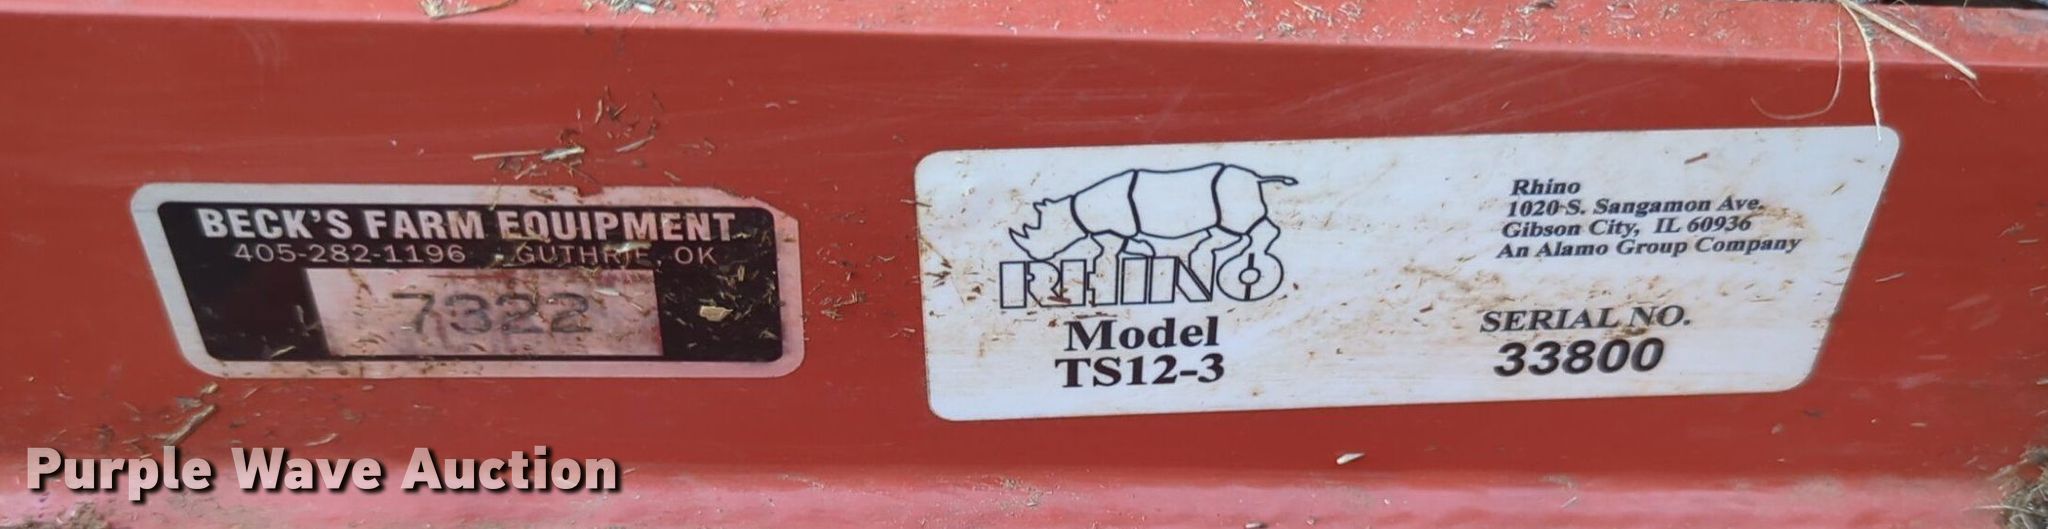 BECK'S FARM EQUIPMENT
405-282-1196 GUTHRIE, OK
7322
RHINO
Model
TS12-3
Rhino
1020 S. Sangamon Ave.
Gibson City, IL 60936
An Alamo Group Company
SERIAL NO.
33800
Purple Wave Auction